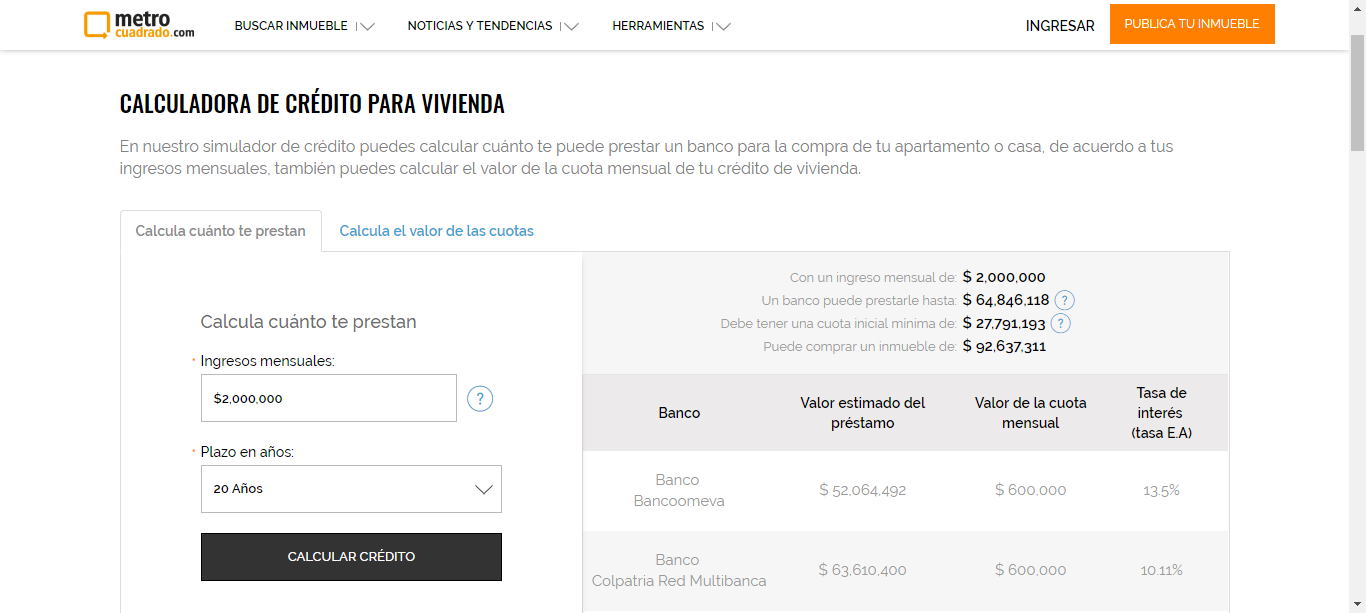 metro
cuadrado.com
BUSCAR INMUEBLE
NOTICIAS Y TENDENCIAS
HERRAMIENTAS
INGRESAR
PUBLICA TU INMUEBLE
CALCULADORA DE CRÉDITO PARA VIVIENDA
En nuestro simulador de crédito puedes calcular cuánto te puede prestar un banco para la compra de tu apartamento o casa, de acuerdo a tus
ingresos mensuales, también puedes calcular el valor de la cuota mensual de tu crédito de vivienda.
Calcula cuánto te prestan
Calcula el valor de las cuotas
Calcula cuánto te prestan
* Ingresos mensuales:
$2,000,000
?
* Plazo en años:
20 Años
CALCULAR CRÉDITO
Con un ingreso mensual de: $ 2,000,000
Un banco puede prestarle hasta: $ 64,846,118 ?
Debe tener una cuota inicial minima de: $ 27,791,193 ?
Puede comprar un inmueble de: $ 92,637,311
Banco
Valor estimado del
préstamo
Valor de la cuota
mensual
Tasa de
interés
(tasa E.A)
Banco
Bancoomeva
$ 52,064,492
$ 600,000
13.5%
Banco
Colpatria Red Multibanca
$ 63,610,400
$ 600,000
10.11%